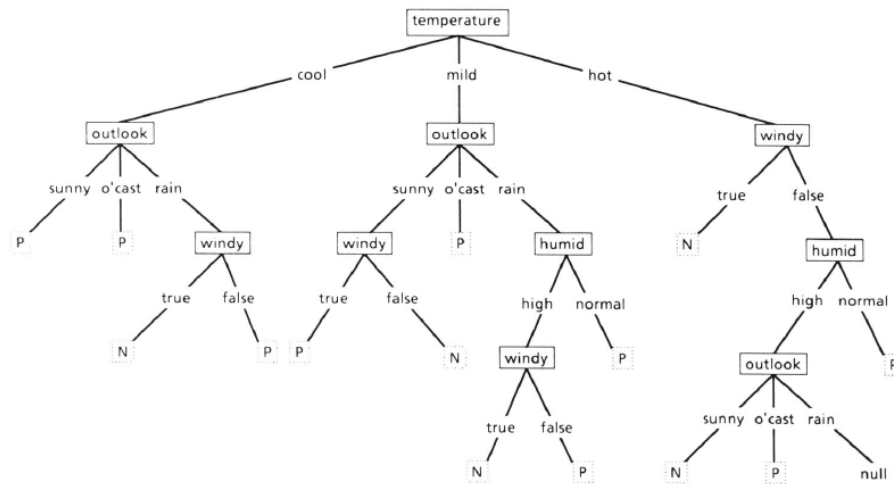 temperature
cool mild hot
outlook outlook windy
sunny o'cast rain sunny o'cast rain true false
P P windy windy P humid N humid
true false true false high normal high normal
N P P N windy P outlook P
true false sunny o'cast rain
N P N P null